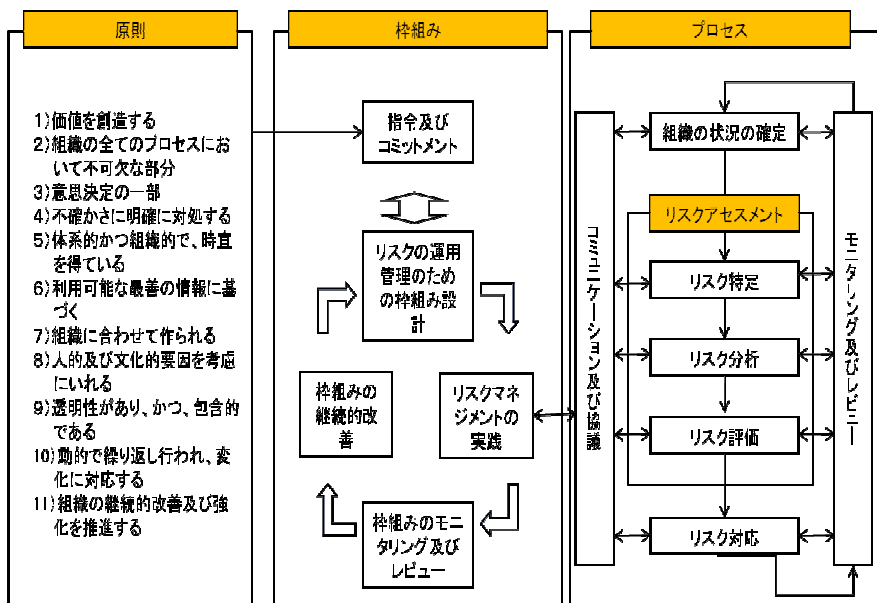 原則
1)価値を創造する
2)組織の全てのプロセスにお
いて不可欠な部分
3)意思決定の一部
4)不確かさに明確に対処する
5)体系的かつ組織的で、時宜
を得ている
6)利用可能な最善の情報に基
づく
7)組織に合わせて作られる
8)人的及び文化的要因を考慮
にいれる
9)透明性があり、かつ、包含的
である
10)動的で繰り返し行われ、変
化に対応する
11)組織の継続的改善及び強
化を推進する
枠組み
指令及び
コミットメント
リスクの運用
管理のため
の枠組み設
計
枠組みの
継続的改
善
リスクマネ
ジメントの
実践
枠組みのモニ
タリング及び
レビュー
プロセス
コミュニケーション及び協議
組織の状況の確定
リスクアセスメント
リスク特定
リスク分析
リスク評価
リスク対応
モニタリング及びレビュー